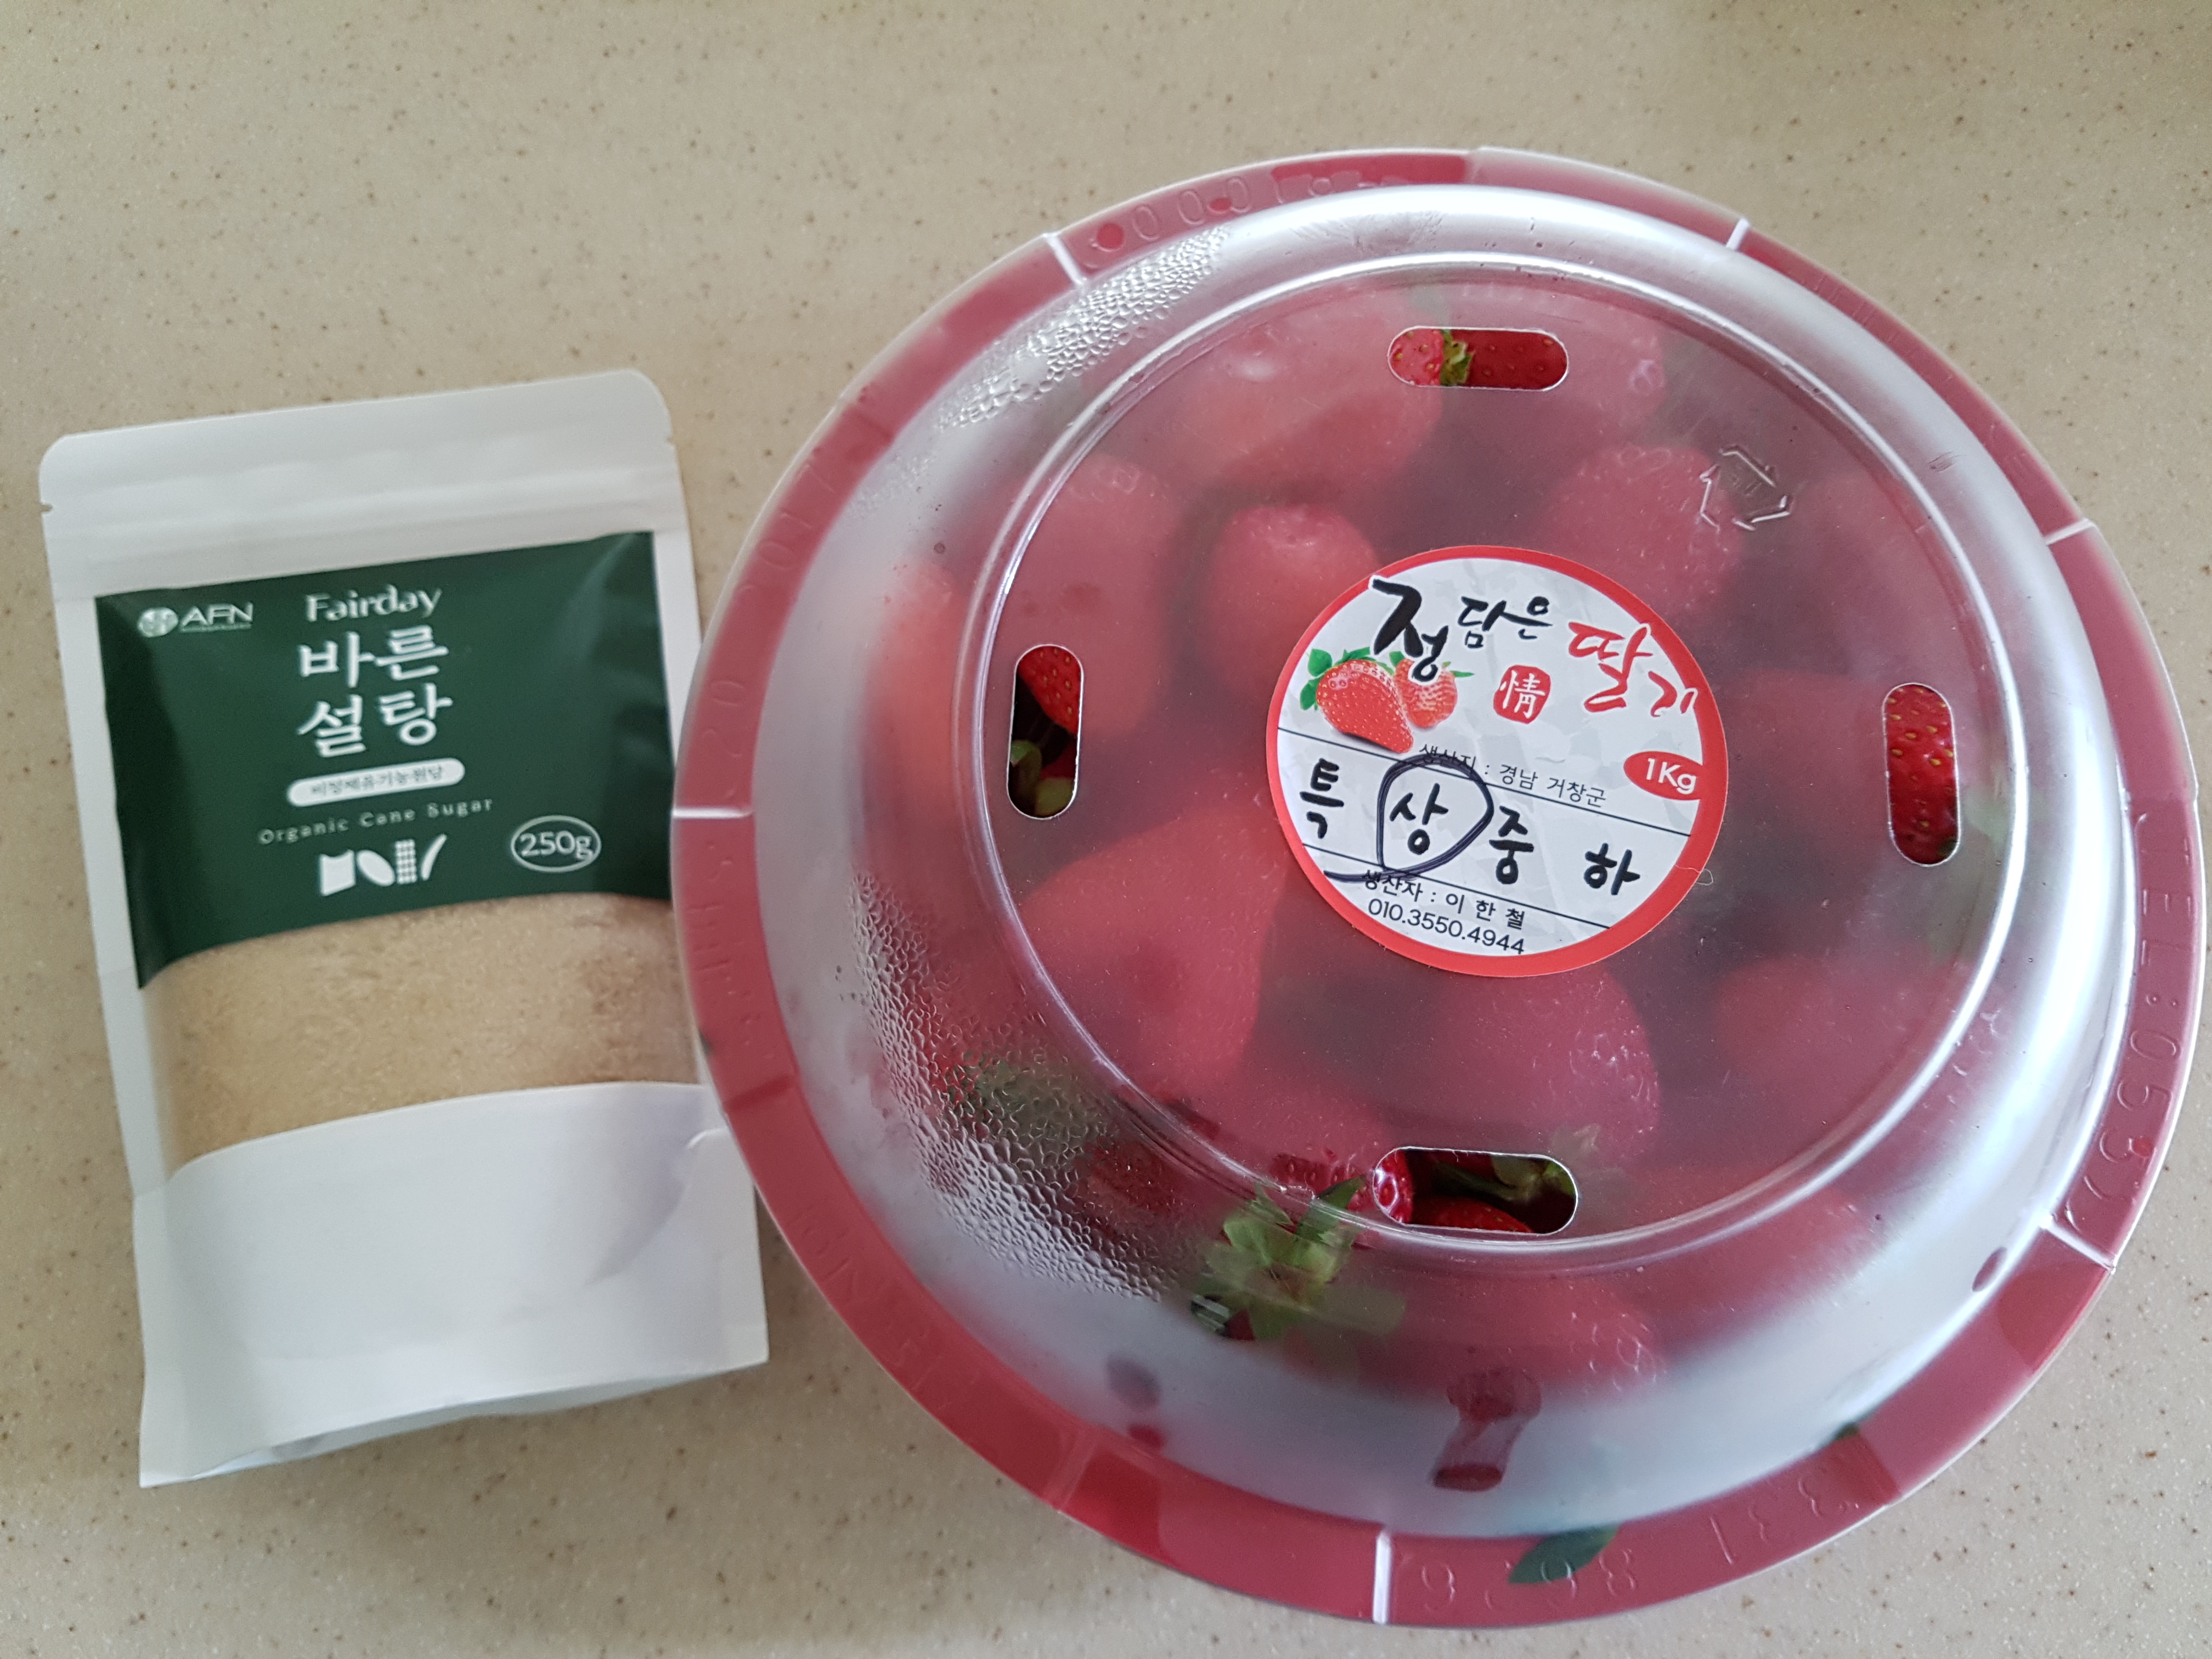 AFN
Fairday
바른
설탕
비정제유기농원당
Organic Cane Sugar
250g
정담은 딸기
情
생산지 : 경남 거창군
1Kg
특 상 중 하
생산자 : 이 한 철
010.3550.4944